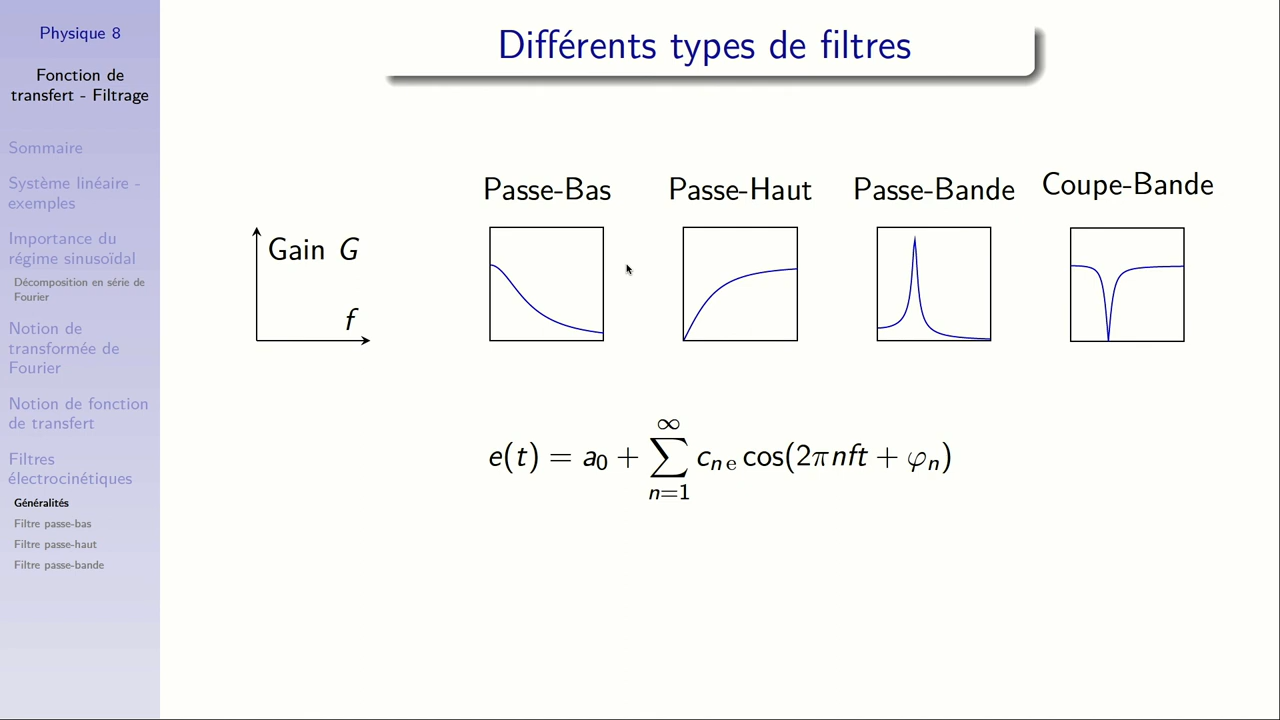 Physique 8
Fonction de
transfert - Filtrage
Sommaire
Système linéaire -
exemples
Importance du
régime sinusoïdal
Décomposition en série de
Fourier
Notion de
transformée de
Fourier
Notion de fonction
de transfert
Filtres
électrocinétiques
Généralités
Filtre passe-bas
Filtre passe-haut
Filtre passe-bande
Différents types de filtres
Passe-Bas Passe-Haut Passe-Bande Coupe-Bande
Gain G
f
e(t) = a₀ + ∑_{n=1}^{∞} c_{n e} cos(2πnft + φₙ)